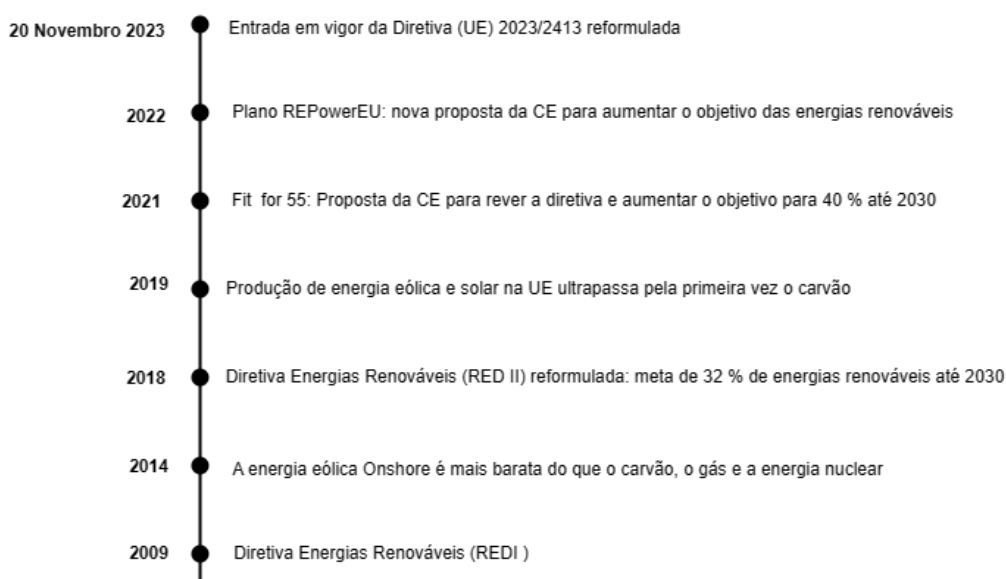 20 Novembro 2023 Entrada em vigor da Diretiva (UE) 2023/2413 reformulada
2022 Plano REPowerEU: nova proposta da CE para aumentar o objetivo das energias renováveis
2021 Fit for 55: Proposta da CE para rever a diretiva e aumentar o objetivo para 40 % até 2030
2019 Produção de energia eólica e solar na UE ultrapassa pela primeira vez o carvão
2018 Diretiva Energias Renováveis (RED II) reformulada: meta de 32 % de energias renováveis até 2030
2014 A energia eólica Onshore é mais barata do que o carvão, o gás e a energia nuclear
2009 Diretiva Energias Renováveis (REDI )